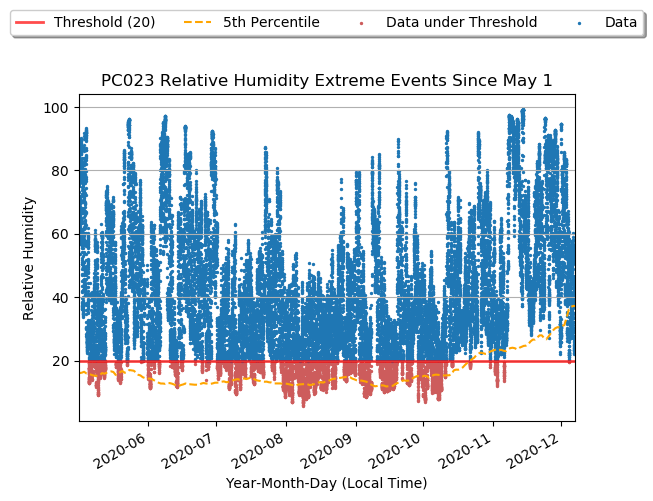 Threshold (20) 5th Percentile Data under Threshold Data
PC023 Relative Humidity Extreme Events Since May 1
100
80
60
40
20
Relative Humidity
2020-06 2020-07 2020-08 2020-09 2020-10 2020-11 2020-12
Year-Month-Day (Local Time)